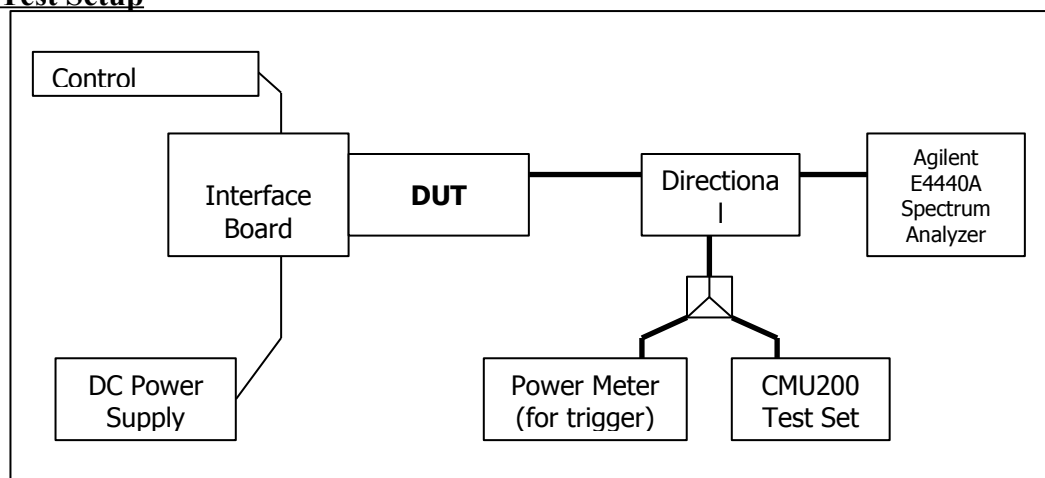 Test Setup
Control
Interface
Board
DUT
Directiona
l
Agilent
E4440A
Spectrum
Analyzer
DC Power
Supply
Power Meter
(for trigger)
CMU200
Test Set